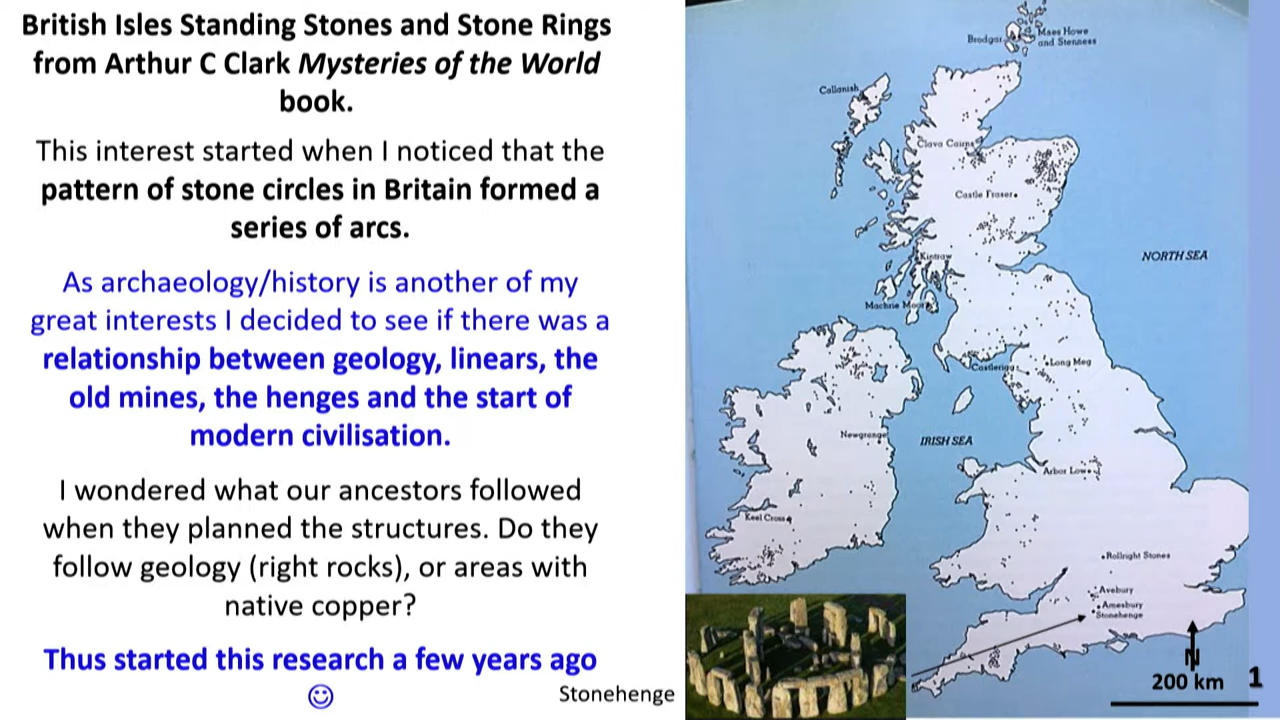 British Isles Standing Stones and Stone Rings
from Arthur C Clark Mysteries of the World
book.
This interest started when I noticed that the
pattern of stone circles in Britain formed a
series of arcs.
As archaeology/history is another of my
great interests I decided to see if there was a
relationship between geology, linears, the
old mines, the henges and the start of
modern civilisation.
I wondered what our ancestors followed
when they planned the structures. Do they
follow geology (right rocks), or areas with
native copper?
Thus started this research a few years ago
Stonehenge
Brodgar
Maes Howe
and Stenness
Callanish
Clava Cairns
Castle Fraser
NORTH SEA
Kintraw
Machrie Moor
Long Meg
Castlerigg
Newgrange
IRISH SEA
Arbor Low
Keel Cross
Rollright Stones
Avebury
Amesbury
Stonehenge
N
200 km
1